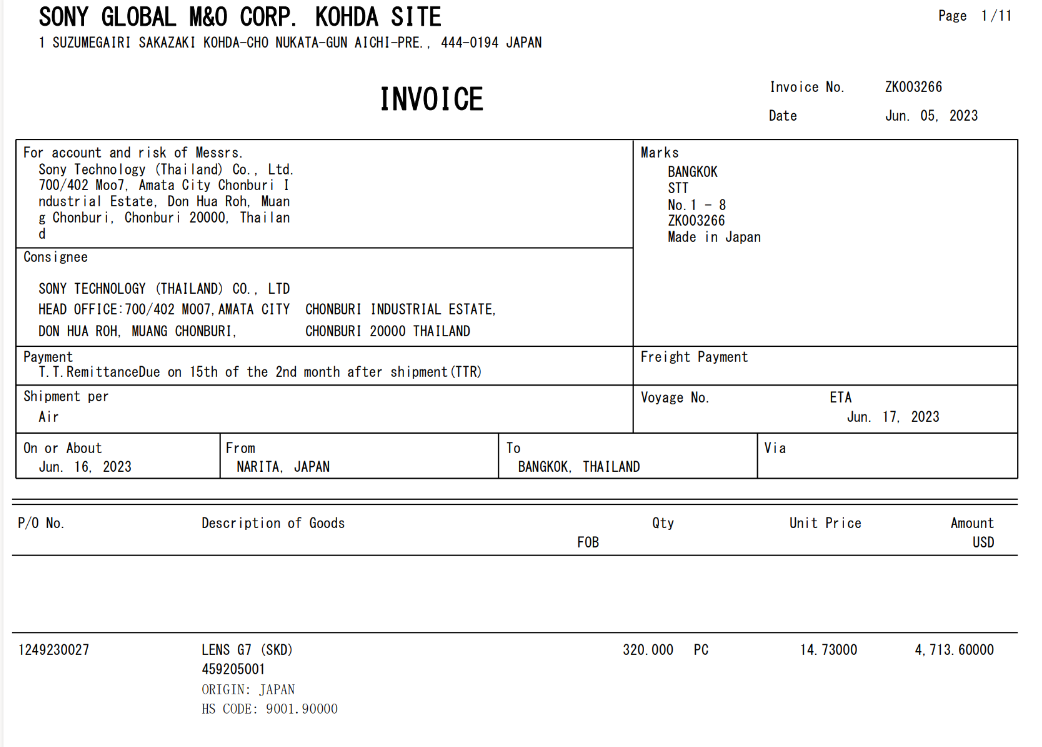 SONY GLOBAL M&O CORP. KOHDA SITE
Page 1/11
1 SUZUMEGAIRI SAKAZAKI KOHDA-CHO NUKATA-GUN AICHI-PRE., 444-0194 JAPAN
INVOICE
Invoice No. ZK003266
Date Jun. 05, 2023
For account and risk of Messrs.
Sony Technology (Thailand) Co., Ltd.
700/402 Moo7, Amata City Chonburi I
ndustrial Estate, Don Hua Roh, Muan
g Chonburi, Chonburi 20000, Thailan
d
Marks
BANGKOK
STT
No.1 - 8
ZK003266
Made in Japan
Consignee
SONY TECHNOLOGY (THAILAND) CO., LTD
HEAD OFFICE:700/402 MOO7,AMATA CITY CHONBURI INDUSTRIAL ESTATE,
DON HUA ROH, MUANG CHONBURI, CHONBURI 20000 THAILAND
Payment
T.T.RemittanceDue on 15th of the 2nd month after shipment(TTR)
Freight Payment
Shipment per
Air
Voyage No. ETA
Jun. 17, 2023
On or About
Jun. 16, 2023
From
NARITA, JAPAN
To
BANGKOK, THAILAND
Via
P/O No. Description of Goods Qty Unit Price Amount
FOB USD
1249230027 LENS G7 (SKD) 320.000 PC 14.73000 4,713.60000
459205001
ORIGIN: JAPAN
HS CODE: 9001.90000